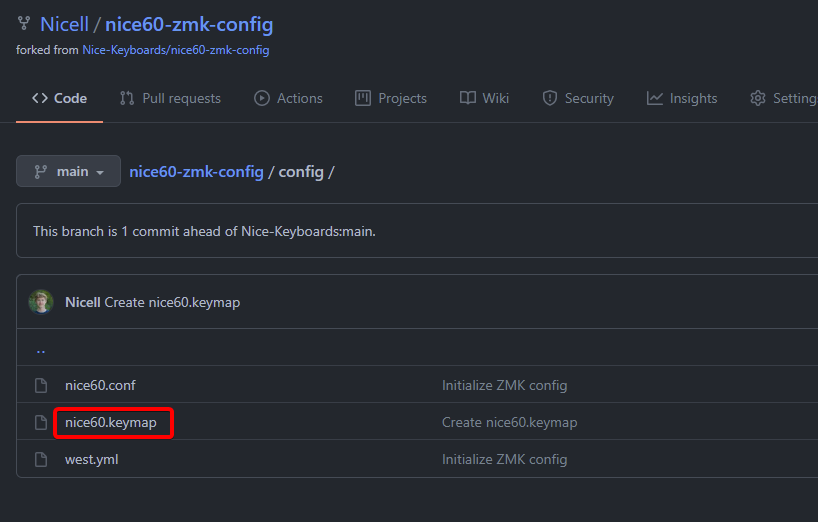 Nicell / nice60-zmk-config
forked from Nice-Keyboards/nice60-zmk-config
Code Pull requests Actions Projects Wiki Security Insights Setting
main nice60-zmk-config / config /
This branch is 1 commit ahead of Nice-Keyboards:main.
Nicell Create nice60.keymap
..
nice60.conf Initialize ZMK config
nice60.keymap Create nice60.keymap
west.yml Initialize ZMK config